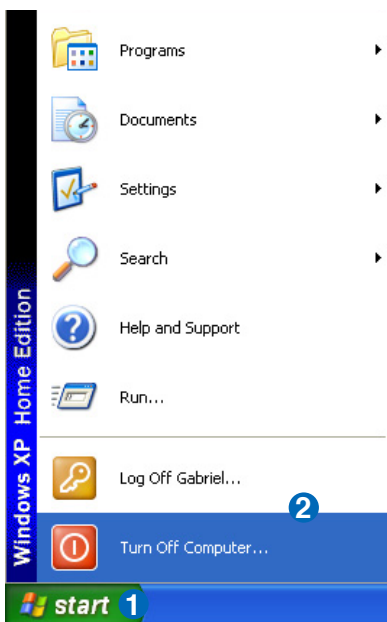 Programs
Documents
Settings
Search
Help and Support
Run...
Log Off Gabriel...
2
Turn Off Computer...
Windows XP Home Edition
start 1